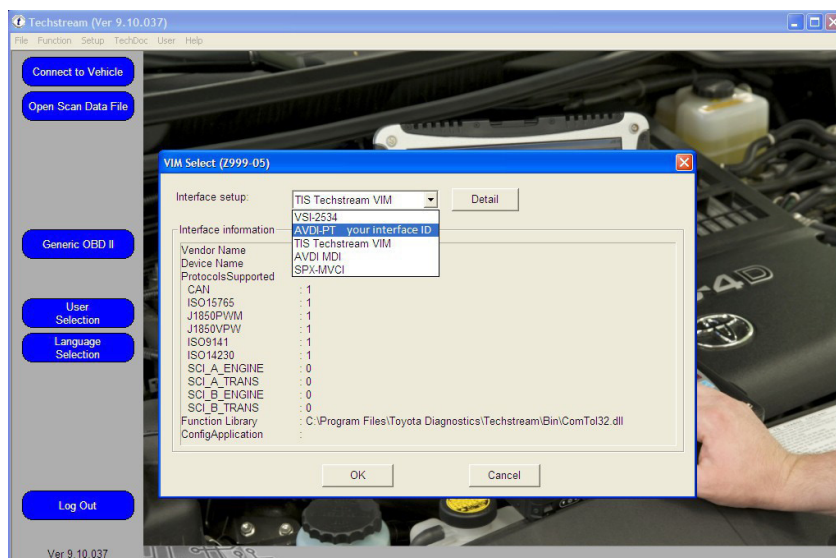 Techstream (Ver 9.10.037)
File Function Setup TechDoc User Help
Connect to Vehicle
Open Scan Data File
Generic OBD II
User
Selection
Language
Selection
Log Out
Ver 9.10.037
VIM Select (Z999-05)
Interface setup:
TIS Techstream VIM
Detail
VSI-2534
AVDI-PT your interface ID
TIS Techstream VIM
AVDI MDI
SPX-MVCI
Interface information
Vendor Name
Device Name
ProtocolsSupported
CAN : 1
ISO15765 : 1
J1850PWM : 1
J1850VPW : 1
ISO9141 : 1
ISO14230 : 1
SCI_A_ENGINE : 0
SCI_A_TRANS : 0
SCI_B_ENGINE : 0
SCI_B_TRANS : 0
Function Library : C:\Program Files\Toyota Diagnostics\Techstream\Bin\ComTol32.dll
ConfigApplication :
OK
Cancel
4-D